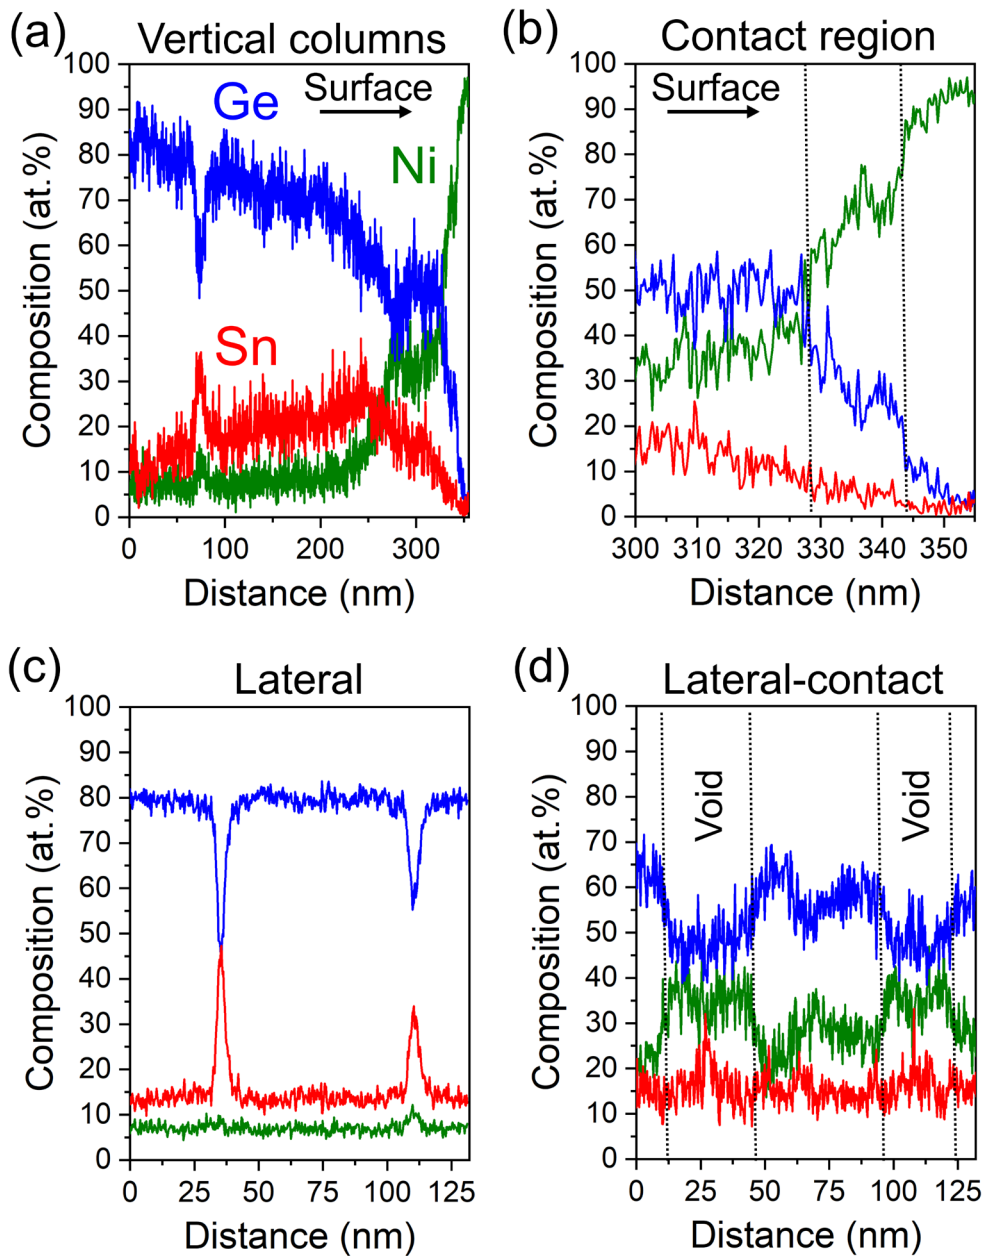 (a) Vertical columns
100
90
80
70
60
50
40
30
20
10
0
Composition (at.%)
Ge
Surface
Ni
Sn
0 100 200 300
Distance (nm)
(b) Contact region
100
90
80
70
60
50
40
30
20
10
0
Composition (at.%)
Surface
300 310 320 330 340 350
Distance (nm)
(c) Lateral
100
90
80
70
60
50
40
30
20
10
0
Composition (at.%)
0 25 50 75 100 125
Distance (nm)
(d) Lateral-contact
100
90
80
70
60
50
40
30
20
10
0
Composition (at.%)
Void
Void
0 25 50 75 100 125
Distance (nm)